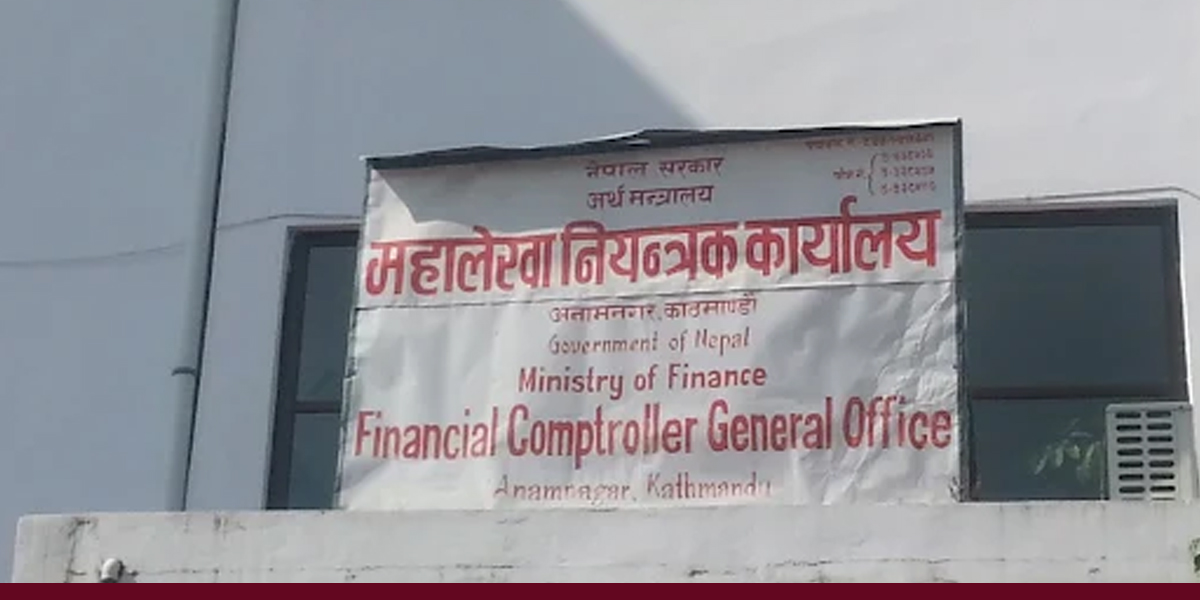 नेपाल सरकार
अर्थ मन्त्रालय
महालेखा नियन्त्रक कार्यालय
अनामनगर, काठमाण्डौं
Government of Nepal
Ministry of Finance
Financial Comptroller General Office
Anamnagar, Kathmandu